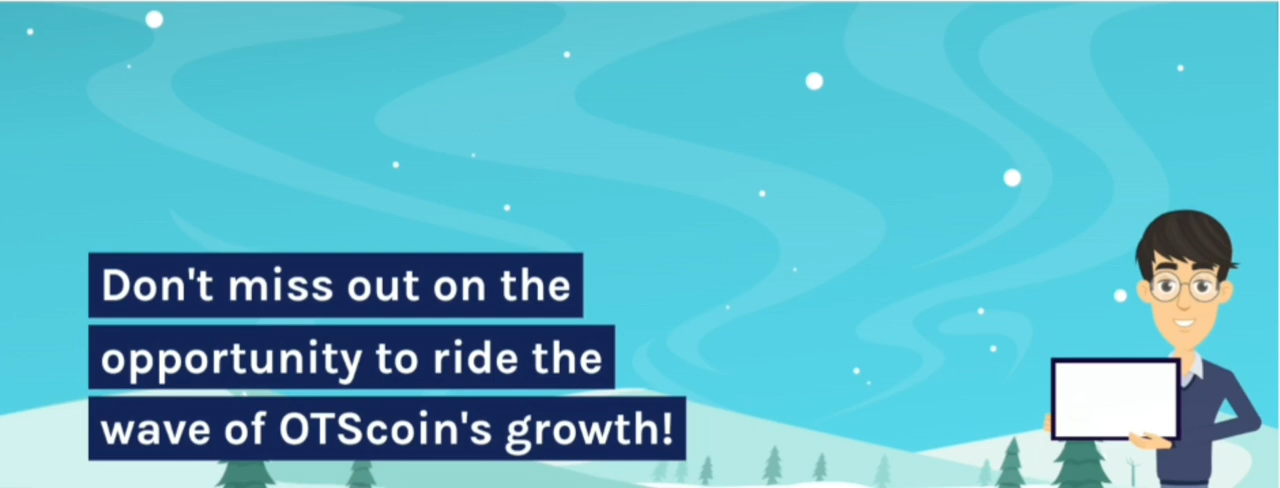 Don't miss out on the
opportunity to ride the
wave of OTScoin's growth!